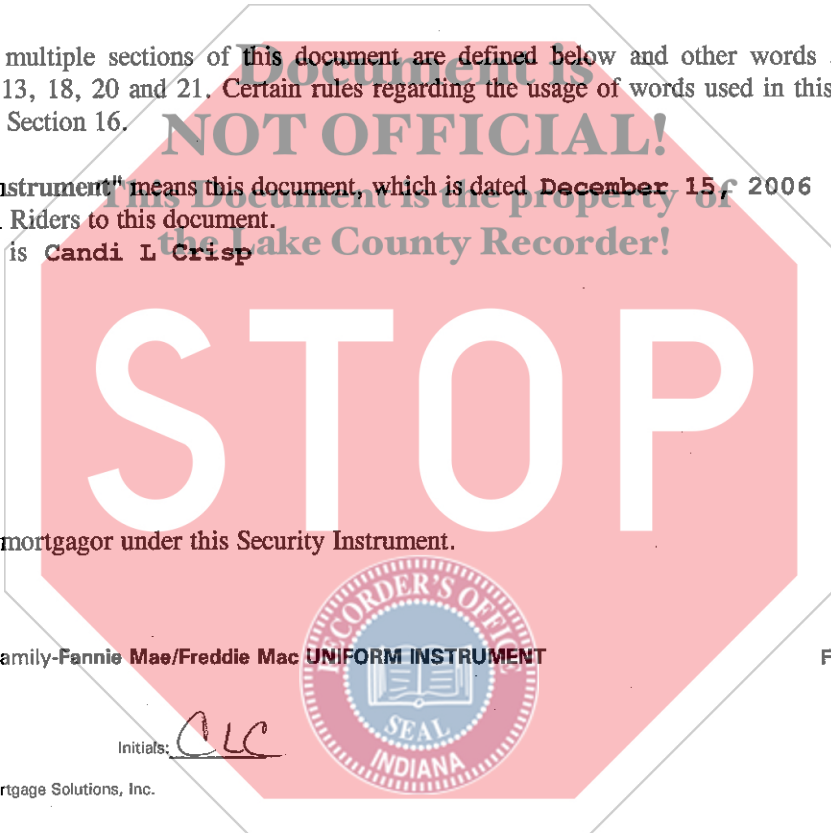 multiple sections of this document are defined below and other words
Document is
13, 18, 20 and 21. Certain rules regarding the usage of words used in this
Section 16.
NOT OFFICIAL!
nstrument" means this document, which is dated December 15, 2006
This Document is the property of
Riders to this document.
is Candi L Crisp
the Lake County Recorder!
STOP
mortgagor under this Security Instrument.
RECORDER'S OFFICE
SEAL
INDIANA
amily-Fannie Mae/Freddie Mac UNIFORM INSTRUMENT
F
Initials: CLC
rtgage Solutions, Inc.